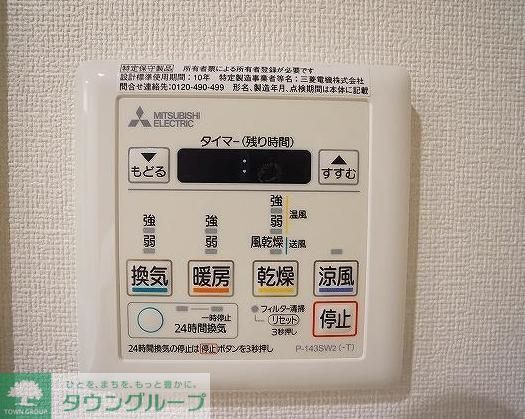 特定保守製品 所有者票による所有者登録が必要です
設計標準使用期間：10年 特定製造事業者等名：三菱電機株式会社
問合せ連絡先:0120-490-499 形名、製造年月、点検期間は本体に記載
MITSUBISHI
ELECTRIC
タイマー(残り時間)
▼
もどる
▲
すすむ
強
弱
強
弱
強
弱
温風
風乾燥
送風
換気
暖房
乾燥
涼風
一時停止
24時間換気
フィルター清掃
リセット
3秒押し
停止
P-143SW2(-T)
24時間換気の停止は停止ボタンを3秒押し
ひとを、まちを、もっと豊かに。
タウングループ
TOWN GROUP